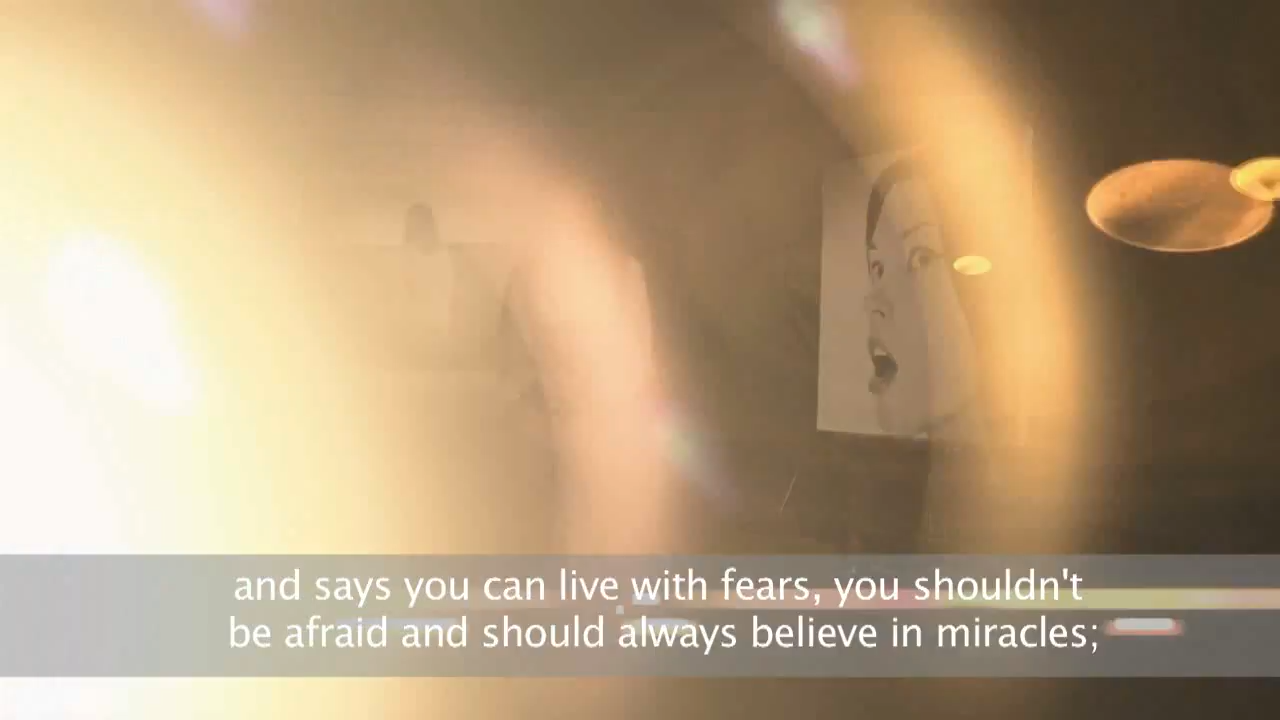 and says you can live with fears, you shouldn't
be afraid and should always believe in miracles;